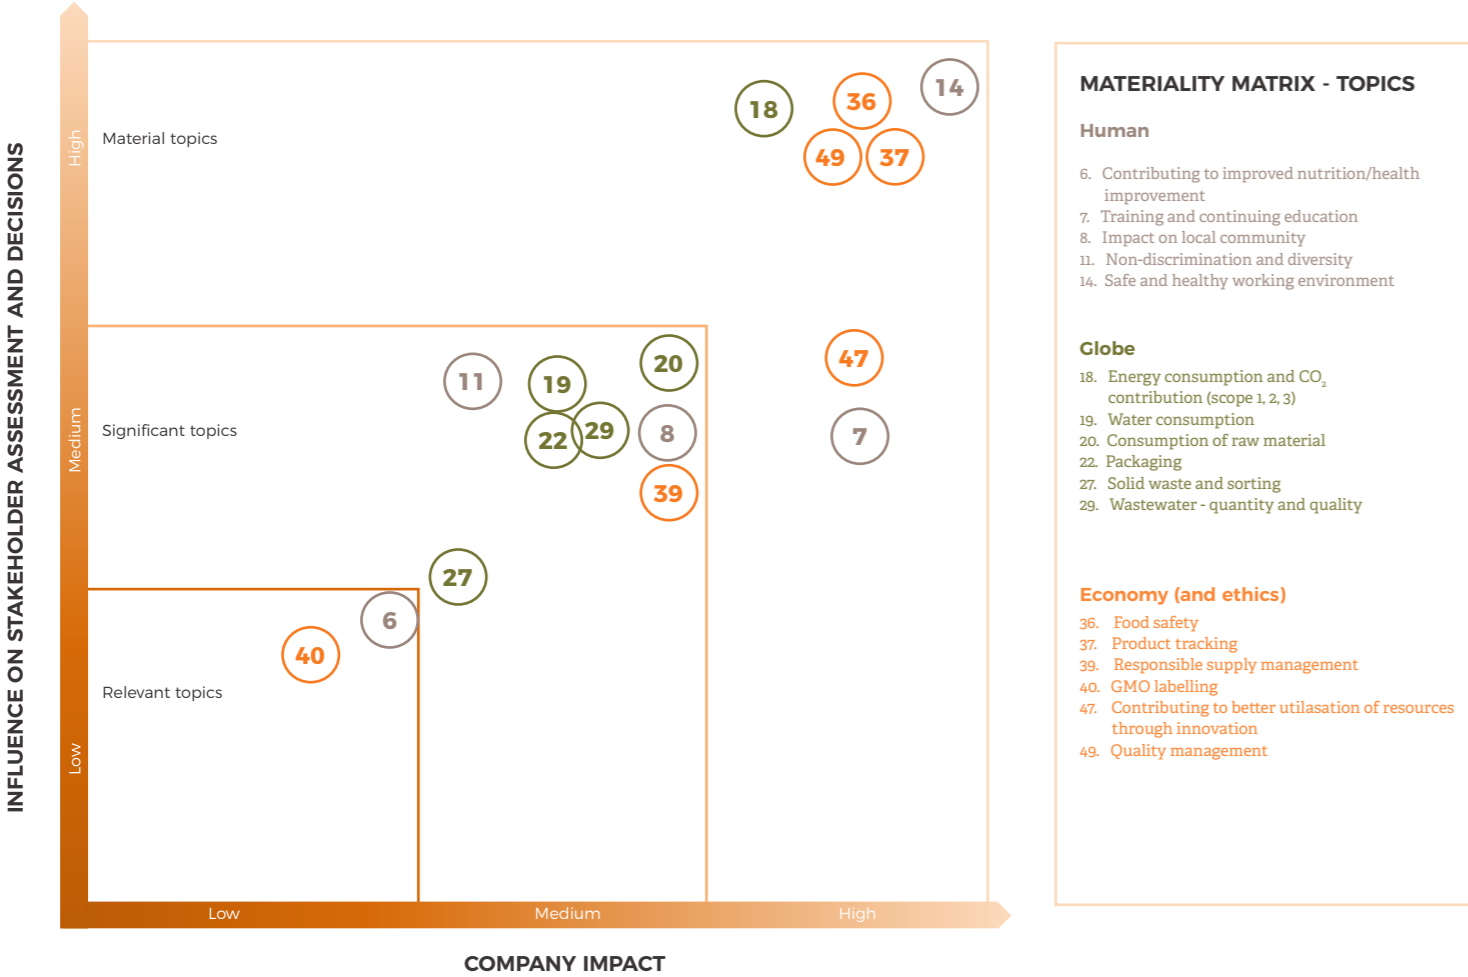 INFLUENCE ON STAKEHOLDER ASSESSMENT AND DECISIONS
High
Medium
Low
Material topics
18
36
14
49
37
Significant topics
11
19
20
47
22
29
8
7
39
27
Relevant topics
6
40
Low
Medium
High
COMPANY IMPACT
MATERIALITY MATRIX - TOPICS
Human
6. Contributing to improved nutrition/health
improvement
7. Training and continuing education
8. Impact on local community
11. Non-discrimination and diversity
14. Safe and healthy working environment
Globe
18. Energy consumption and CO₂
contribution (scope 1, 2, 3)
19. Water consumption
20. Consumption of raw material
22. Packaging
27. Solid waste and sorting
29. Wastewater - quantity and quality
Economy (and ethics)
36. Food safety
37. Product tracking
39. Responsible supply management
40. GMO labelling
47. Contributing to better utilasation of resources
through innovation
49. Quality management